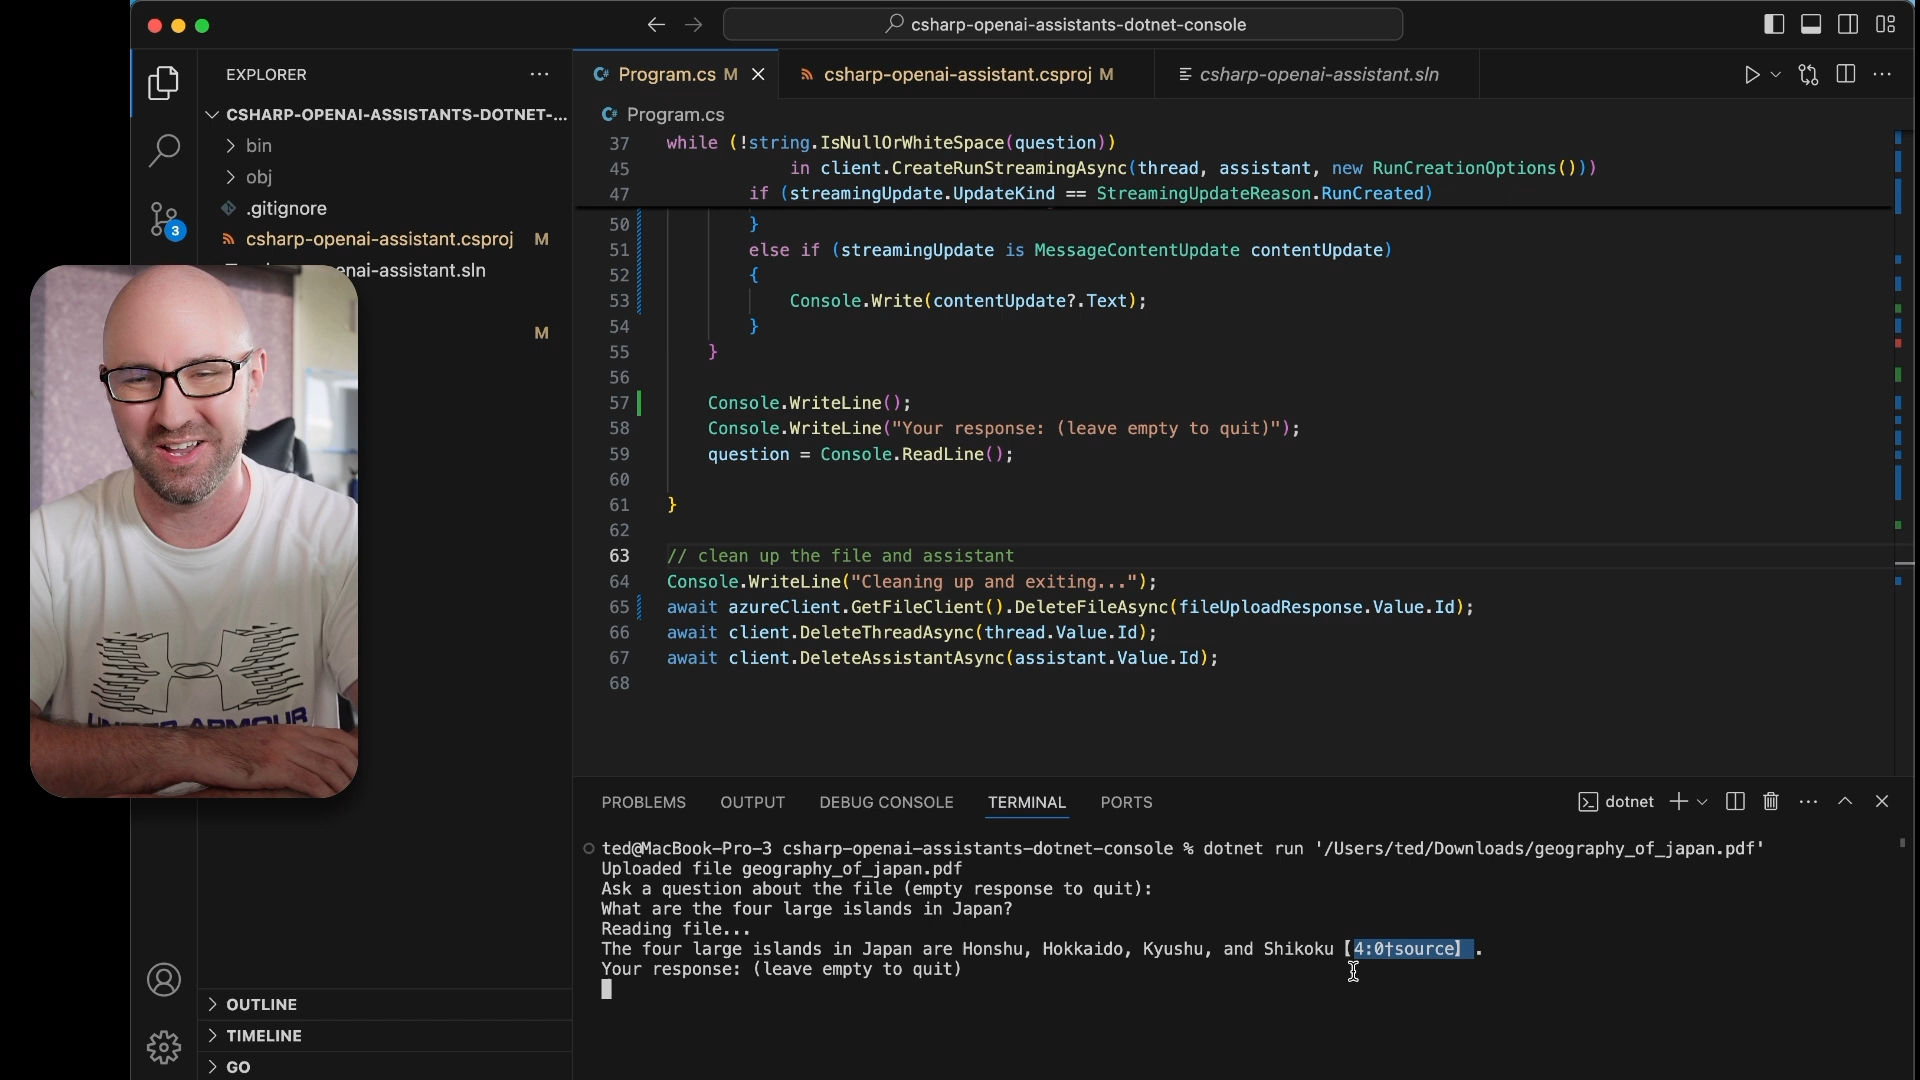 csharp-openai-assistants-dotnet-console
EXPLORER
CSHARP-OPENAI-ASSISTANTS-DOTNET-...
bin
obj
.gitignore
csharp-openai-assistant.csproj M
enai-assistant.sln
M
3
OUTLINE
TIMELINE
GO
UNDER ARMOUR
Program.cs M
csharp-openai-assistant.csproj M
csharp-openai-assistant.sln
Program.cs
37 while (!string.IsNullOrWhiteSpace(question))
45 in client.CreateRunStreamingAsync(thread, assistant, new RunCreationOptions()))
47 if (streamingUpdate.UpdateKind == StreamingUpdateReason.RunCreated)
50 }
51 else if (streamingUpdate is MessageContentUpdate contentUpdate)
52 {
53 Console.Write(contentUpdate?.Text);
54 }
55 }
56
57 Console.WriteLine();
58 Console.WriteLine("Your response: (leave empty to quit)");
59 question = Console.ReadLine();
60
61 }
62
63 // clean up the file and assistant
64 Console.WriteLine("Cleaning up and exiting...");
65 await azureClient.GetFileClient().DeleteFileAsync(fileUploadResponse.Value.Id);
66 await client.DeleteThreadAsync(thread.Value.Id);
67 await client.DeleteAssistantAsync(assistant.Value.Id);
68
PROBLEMS OUTPUT DEBUG CONSOLE TERMINAL PORTS
dotnet
ted@MacBook-Pro-3 csharp-openai-assistants-dotnet-console % dotnet run '/Users/ted/Downloads/geography_of_japan.pdf'
Uploaded file geography_of_japan.pdf
Ask a question about the file (empty response to quit):
What are the four large islands in Japan?
Reading file...
The four large islands in Japan are Honshu, Hokkaido, Kyushu, and Shikoku【4:0†source】.
Your response: (leave empty to quit)